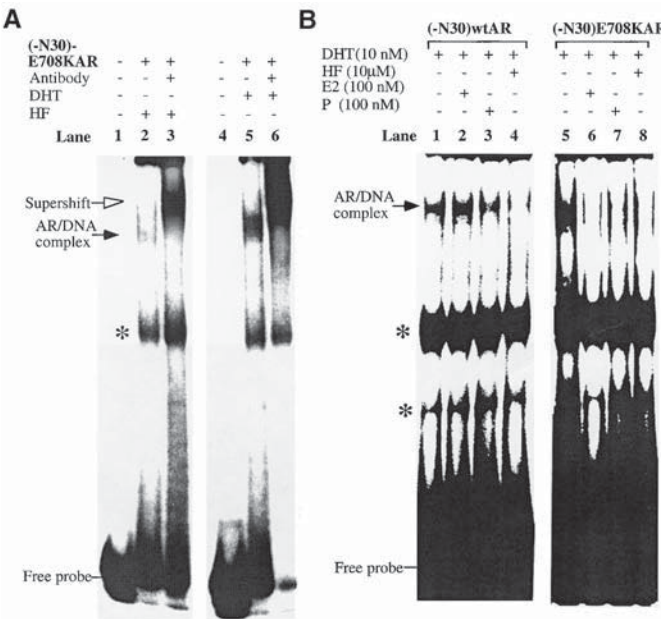 A
(-N30)-
E708KAR - + + - + +
Antibody - - + - - +
DHT - - - - + +
HF - + + - - -
Lane 1 2 3 4 5 6
Supershift
AR/DNA
complex
*
Free probe
B
(-N30)wtAR (-N30)E708KAR
DHT(10 nM) + + + + + + + +
HF (10μM) + +
E2 (100 nM) + +
P (100 nM) + +
Lane 1 2 3 4 5 6 7 8
AR/DNA
complex
*
*
Free probe